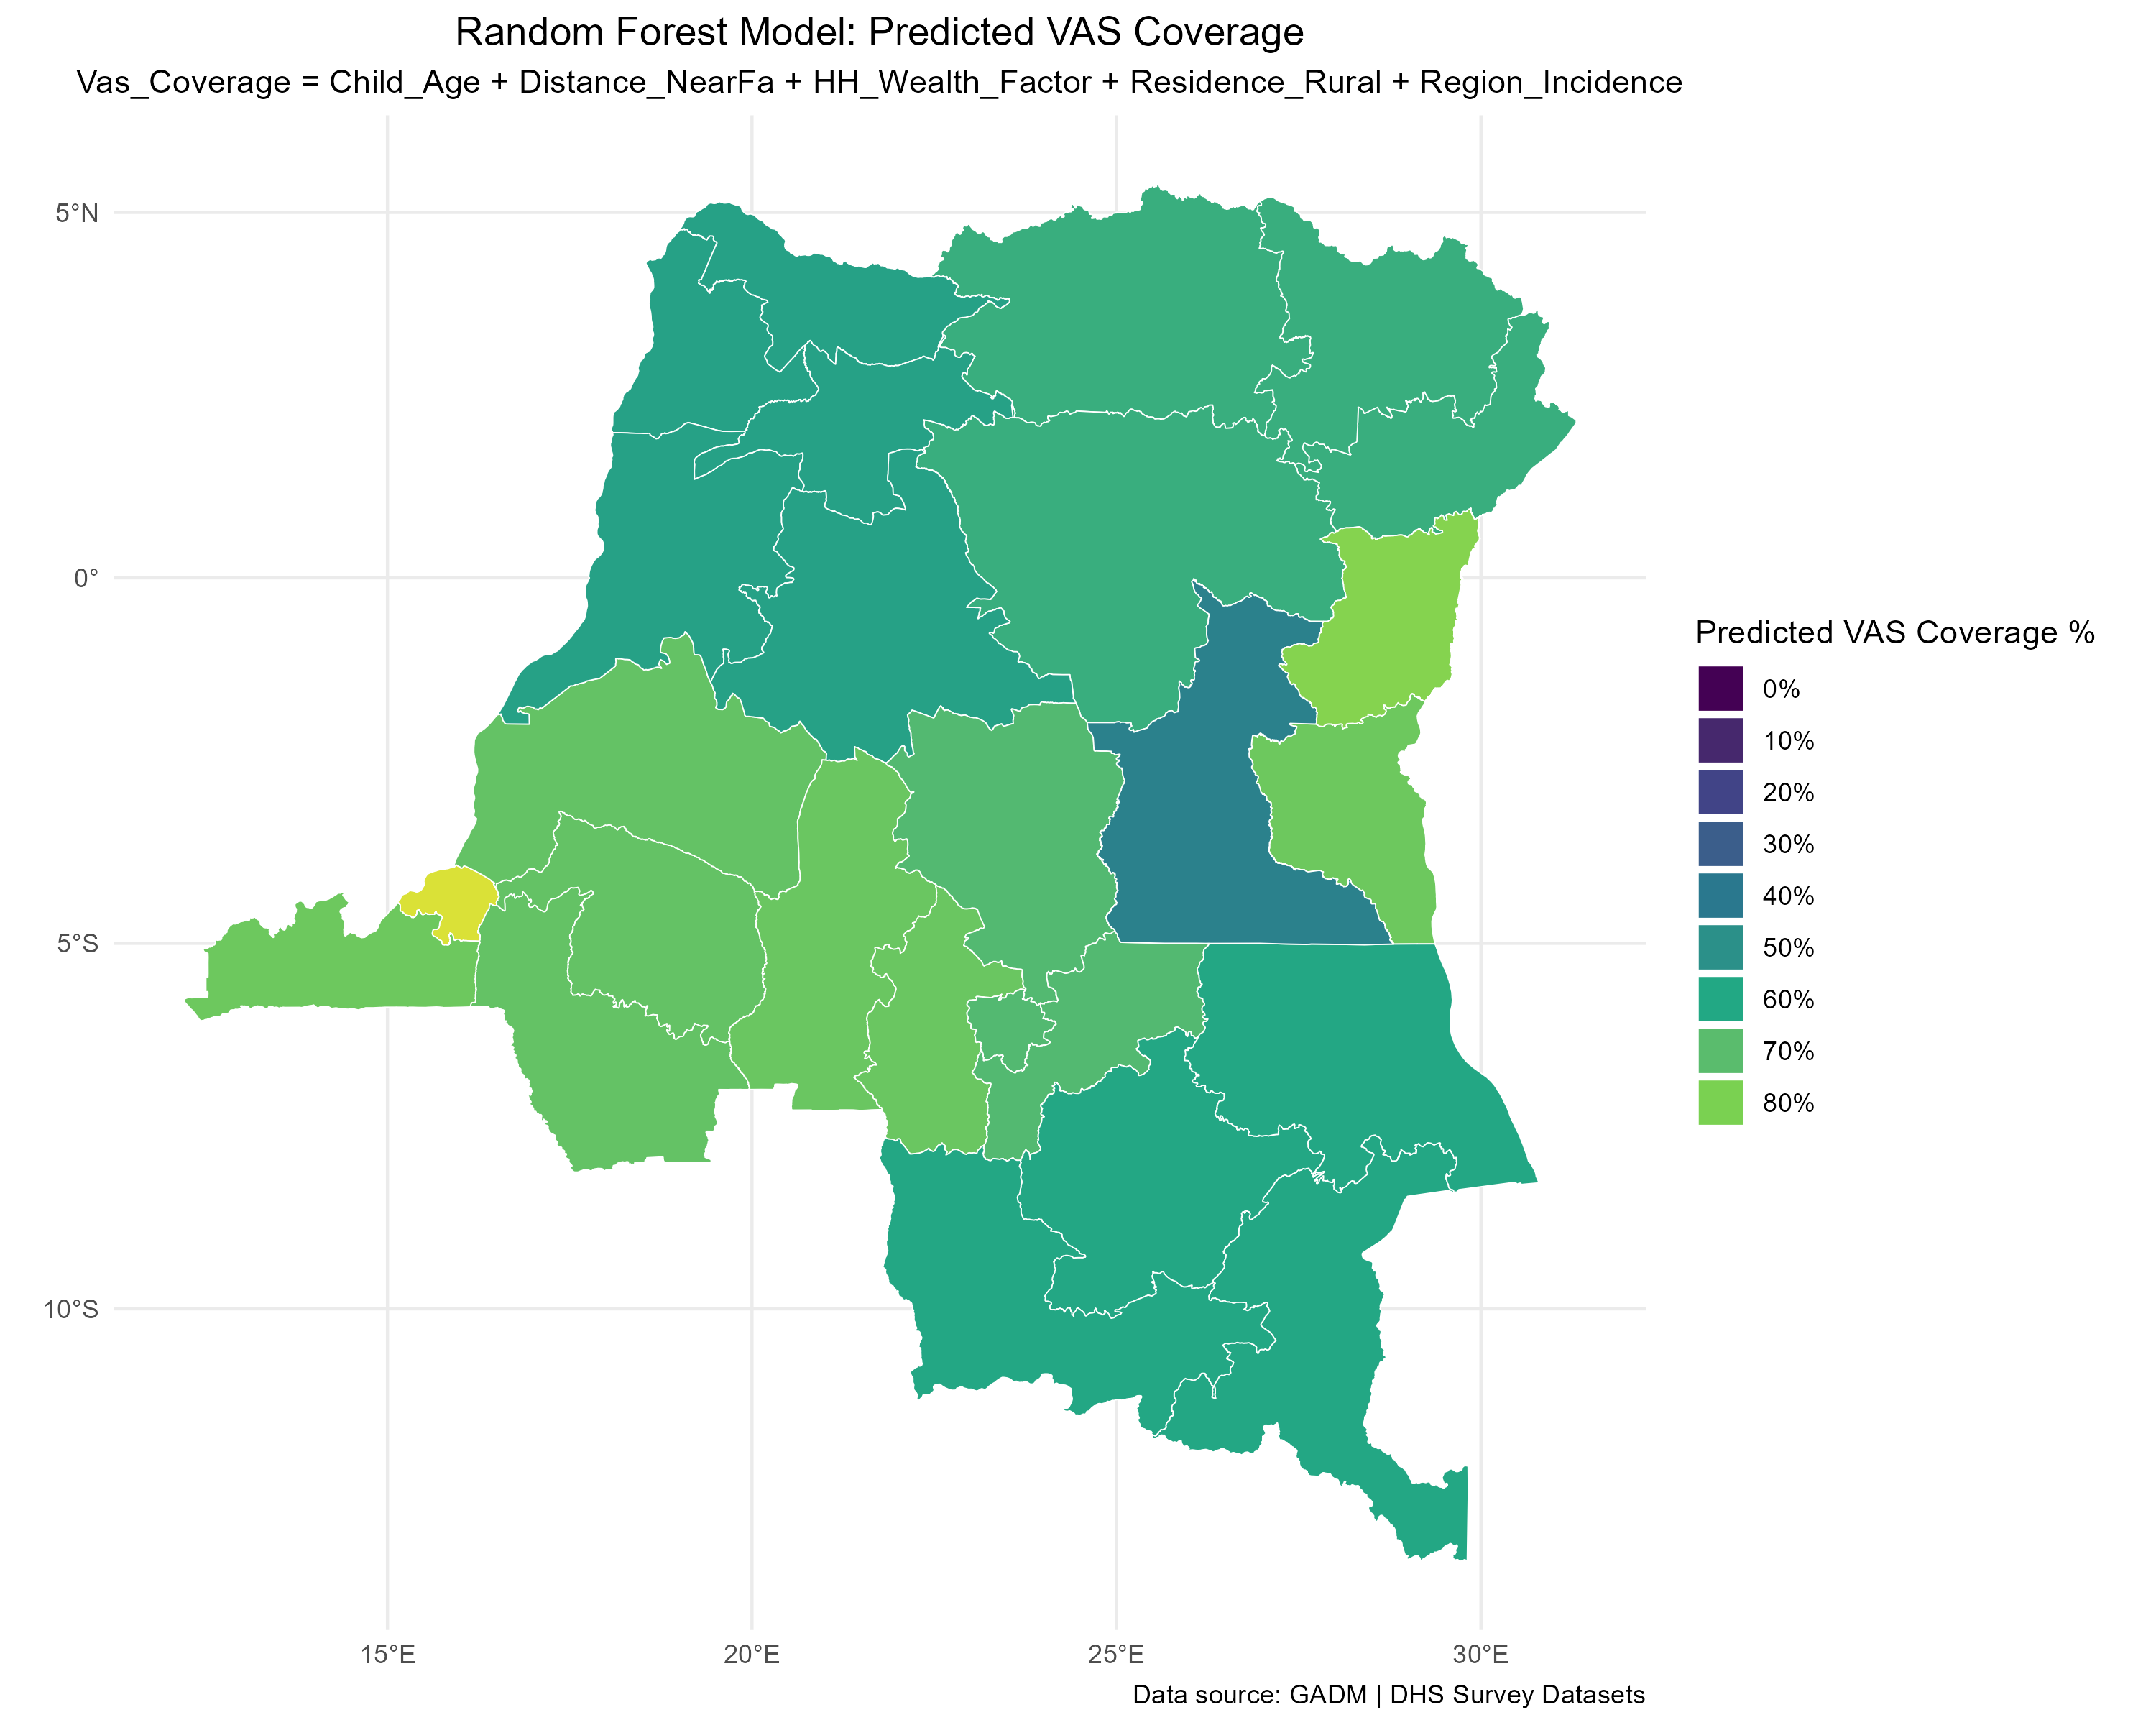 Random Forest Model: Predicted VAS Coverage
Vas_Coverage = Child_Age + Distance_NearFa + HH_Wealth_Factor + Residence_Rural + Region_Incidence
5°N
0°
5°S
10°S
15°E
20°E
25°E
30°E
Predicted VAS Coverage %
0%
10%
20%
30%
40%
50%
60%
70%
80%
Data source: GADM | DHS Survey Datasets